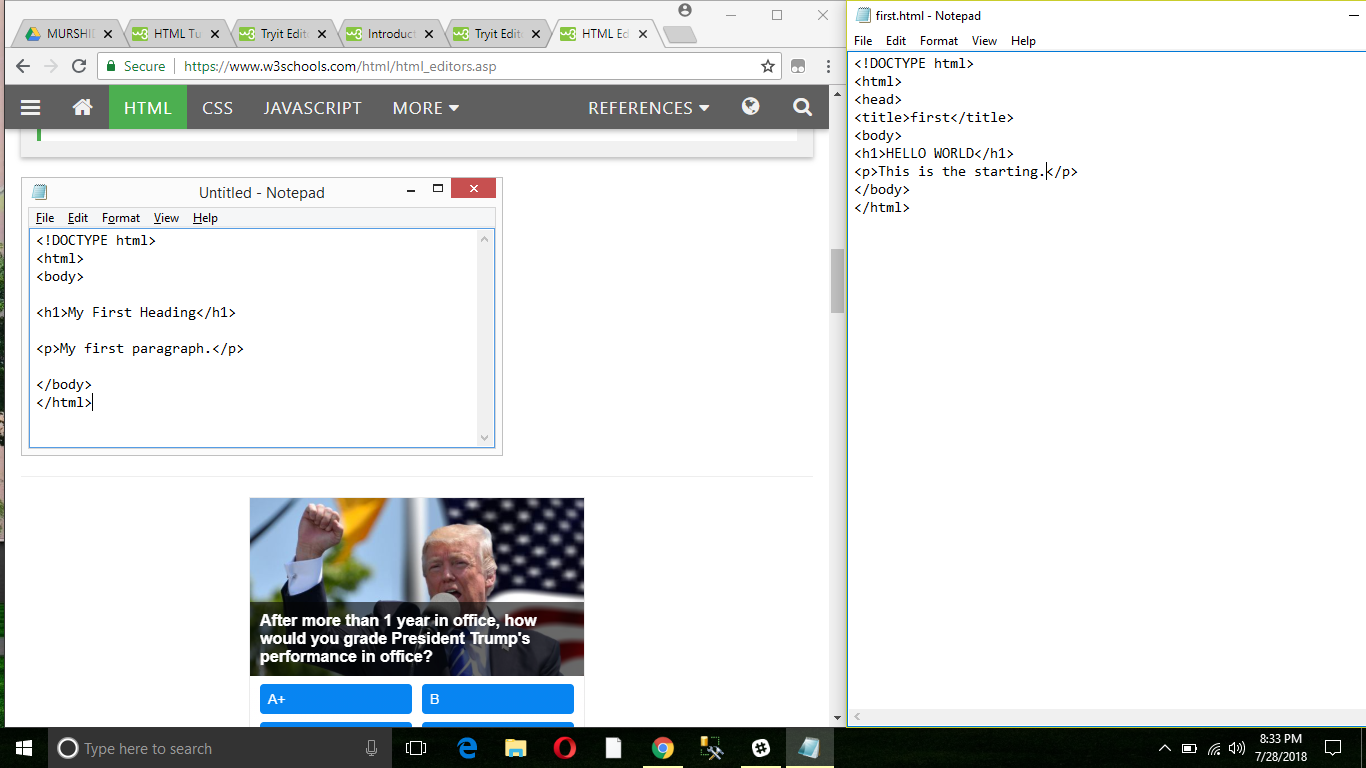 MURSHI
HTML Tu
Tryit Edit
Introduc
Tryit Edit
HTML Ed
Secure
https://www.w3schools.com/html/html_editors.asp
HTML
CSS
JAVASCRIPT
MORE
REFERENCES
Untitled - Notepad
File Edit Format View Help
<!DOCTYPE html>
<html>
<body>
<h1>My First Heading</h1>
<p>My first paragraph.</p>
</body>
</html>
After more than 1 year in office, how
would you grade President Trump's
performance in office?
A+
B
first.html - Notepad
File Edit Format View Help
<!DOCTYPE html>
<html>
<head>
<title>first</title>
<body>
<h1>HELLO WORLD</h1>
<p>This is the starting.</p>
</body>
</html>
Type here to search
8:33 PM
7/28/2018